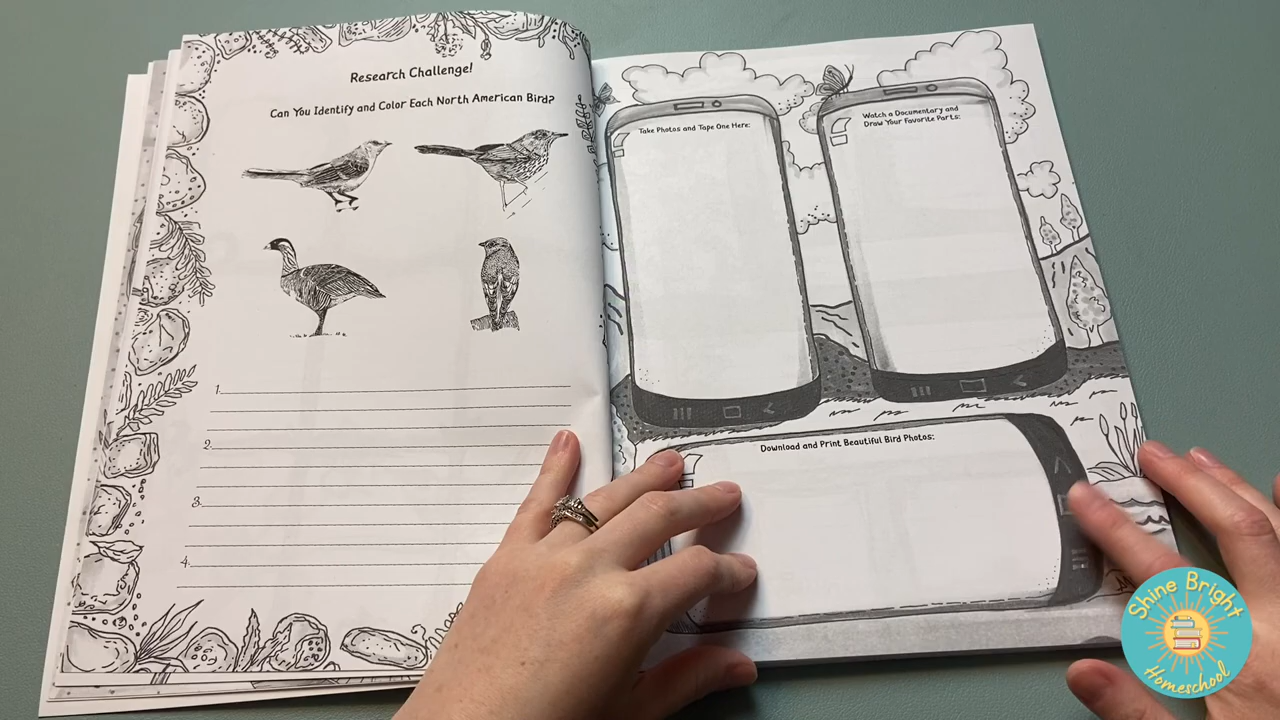 Research Challenge!
Can You Identify and Color Each North American Bird?
1.
2.
3.
4.
Take Photos and Tape One Here:
Watch a Documentary and
Draw Your Favorite Parts:
Download and Print Beautiful Bird Photos:
Shine Bright
Homeschool